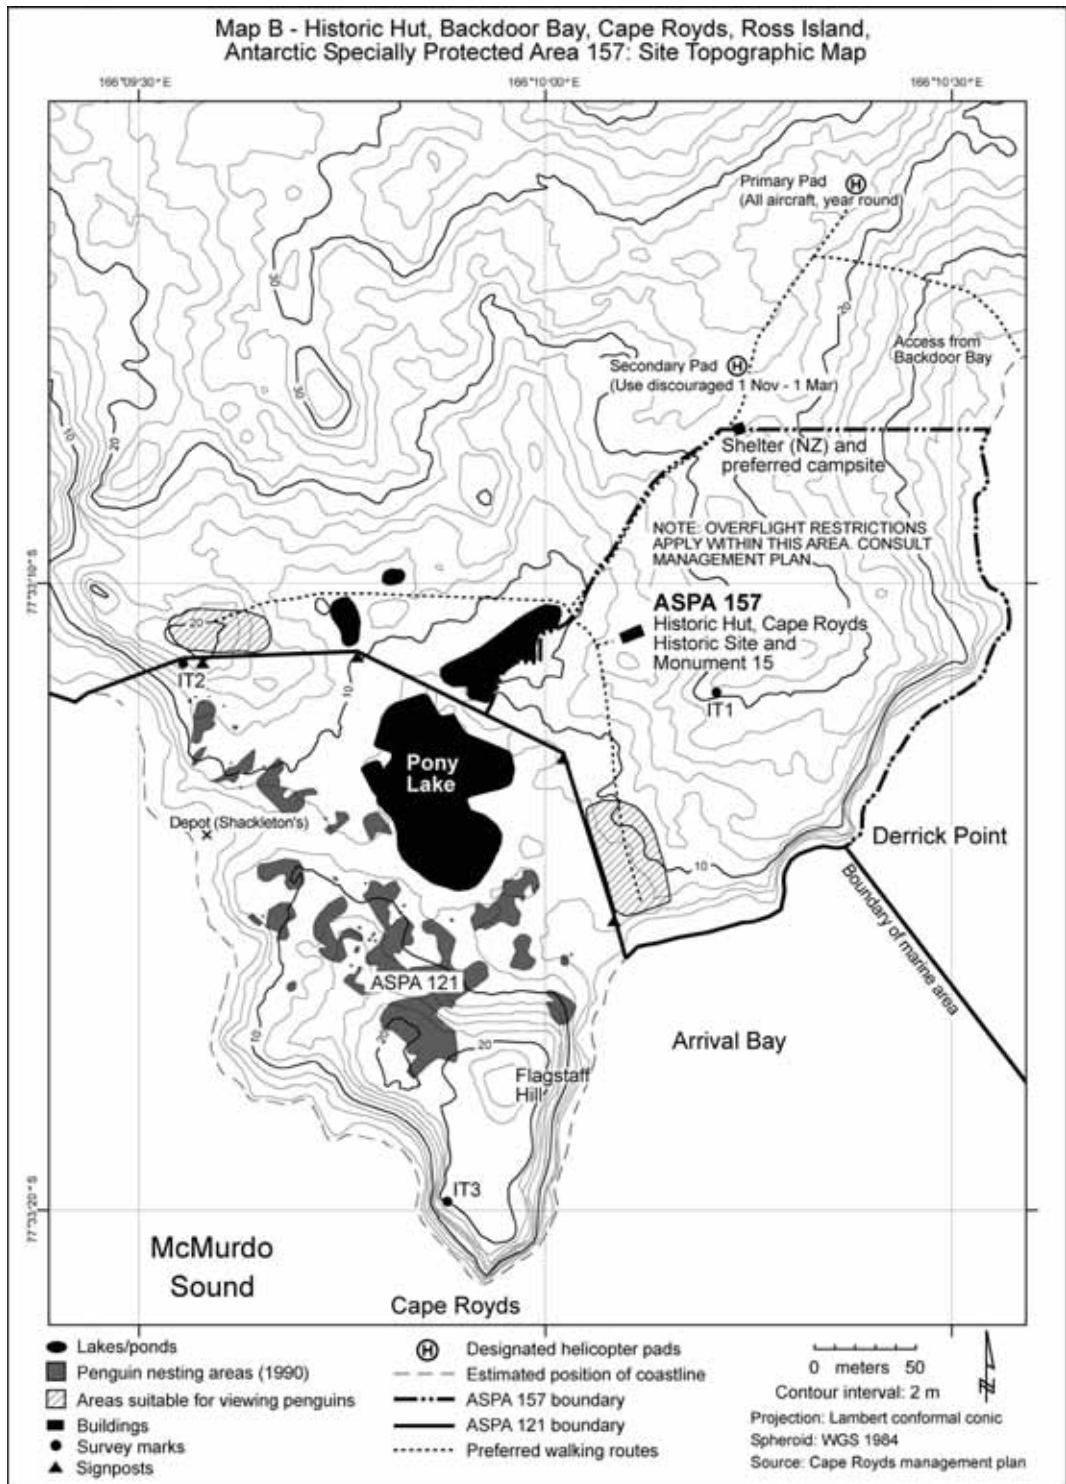 Map B - Historic Hut, Backdoor Bay, Cape Royds, Ross Island,
Antarctic Specially Protected Area 157: Site Topographic Map
166°09'30" E
166°10'00" E
166°10'30" E
Primary Pad
(All aircraft, year round)
30
20
Access from
Backdoor Bay
Secondary Pad
(Use discouraged 1 Nov - 1 Mar)
30
10
20
Shelter (NZ) and
preferred campsite
NOTE: OVERFLIGHT RESTRICTIONS
APPLY WITHIN THIS AREA. CONSULT
MANAGEMENT PLAN
77°33'10" S
ASPA 157
Historic Hut, Cape Royds
Historic Site and
Monument 15
20
IT2
10
IT1
Pony
Lake
Depot (Shackleton's)
Derrick Point
10
Boundary of marine area
ASPA 121
10
20
20
Arrival Bay
Flagstaff
Hill
IT3
77°33'20" S
McMurdo
Sound
Cape Royds
Lakes/ponds
Penguin nesting areas (1990)
Areas suitable for viewing penguins
Buildings
Survey marks
Signposts
H
Designated helicopter pads
Estimated position of coastline
ASPA 157 boundary
ASPA 121 boundary
Preferred walking routes
0 meters 50
Contour interval: 2 m
Projection: Lambert conformal conic
Spheroid: WGS 1984
Source: Cape Royds management plan
N